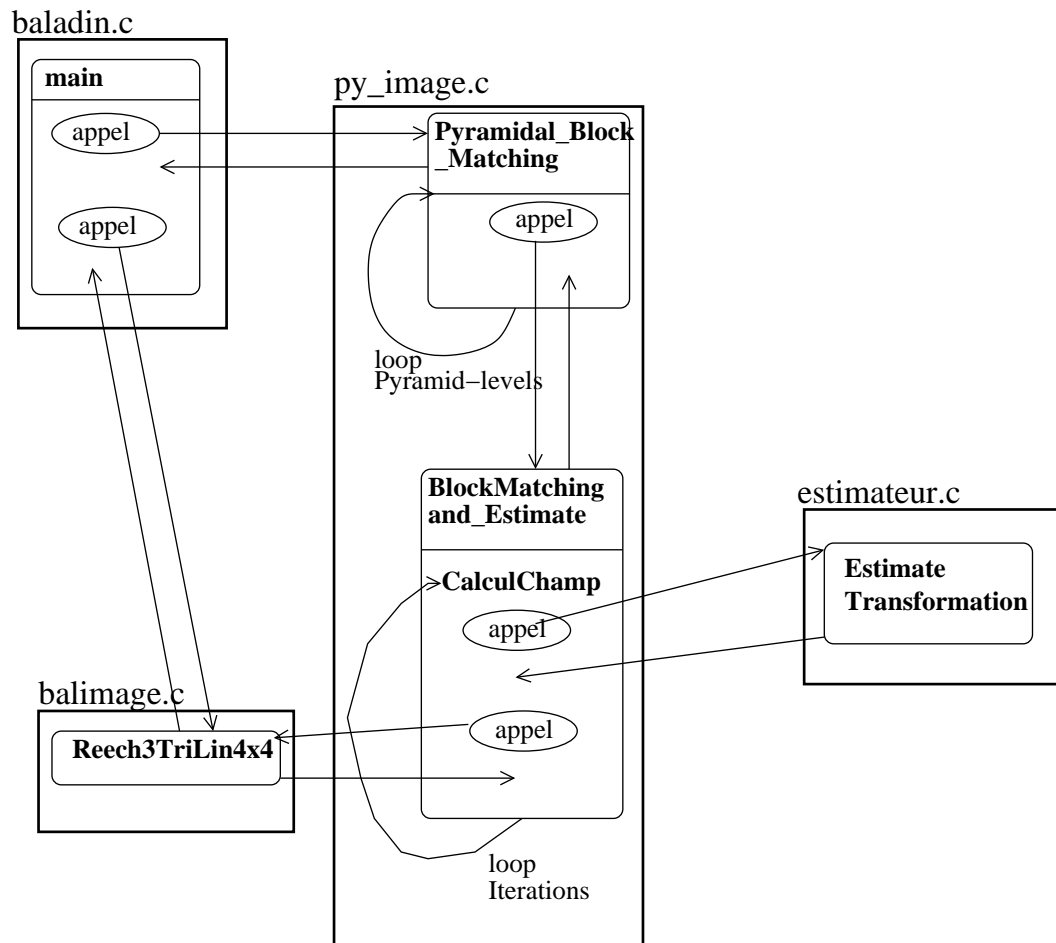 baladin.c
main
appel
appel
py_image.c
Pyramidal_Block
_Matching
appel
loop
Pyramid−levels
BlockMatching
and_Estimate
CalculChamp
appel
appel
loop
Iterations
estimateur.c
Estimate
Transformation
balimage.c
Reech3TriLin4x4